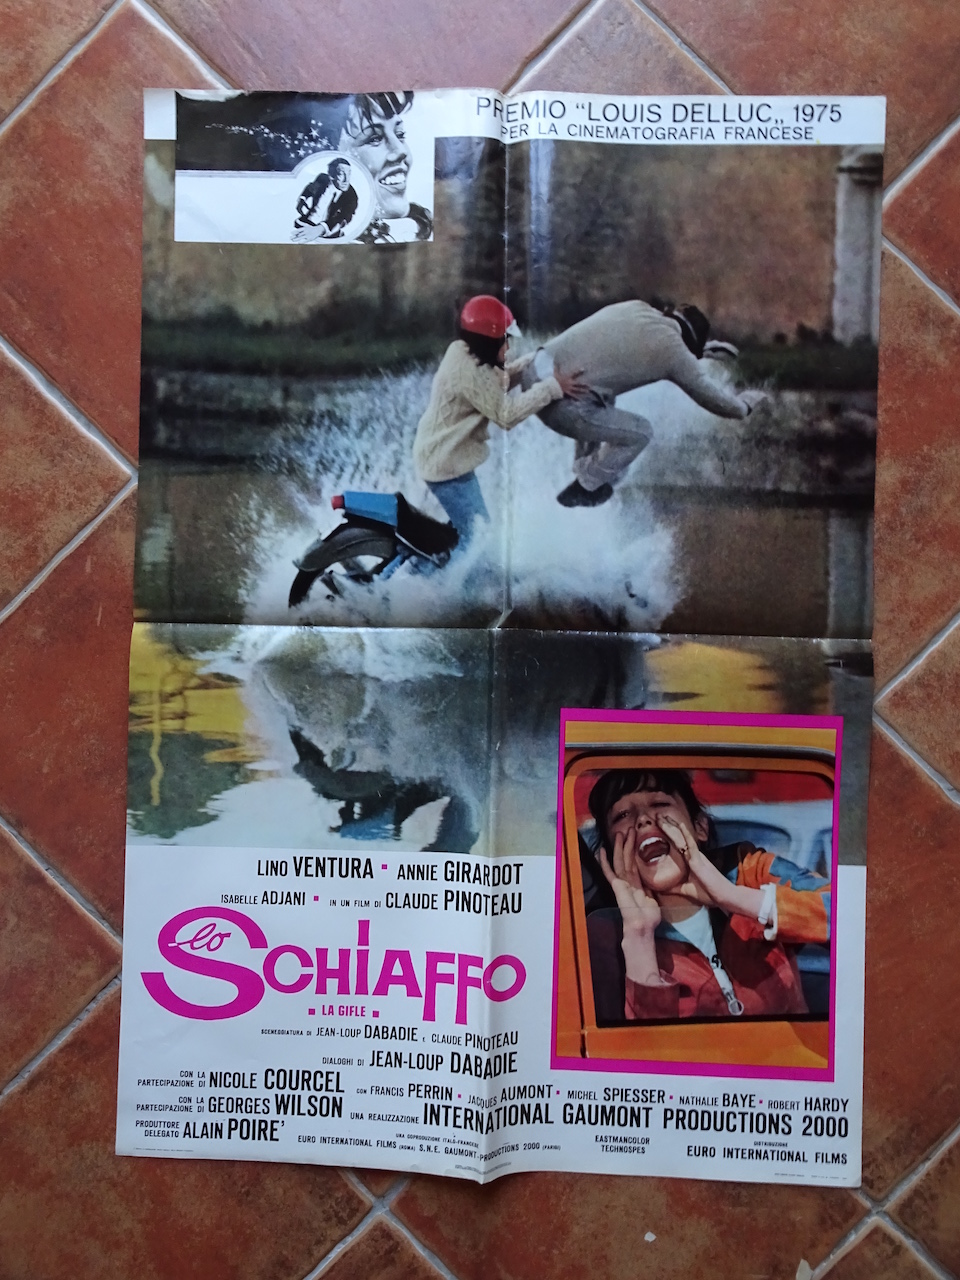 PREMIO “LOUIS DELLUC„ 1975
PER LA CINEMATOGRAFIA FRANCESE
LINO VENTURA ▪ ANNIE GIRARDOT
ISABELLE ADJANI ▪ IN UN FILM DI CLAUDE PINOTEAU
lo SCHIAFFO
▪ LA GIFLE ▪
SCENEGGIATURA DI JEAN-LOUP DABADIE E CLAUDE PINOTEAU
DIALOGHI DI JEAN-LOUP DABADIE
CON LA PARTECIPAZIONE DI NICOLE COURCEL CON FRANCIS PERRIN ▪ JACQUES AUMONT ▪ MICHEL SPIESSER ▪ NATHALIE BAYE ▪ ROBERT HARDY
CON LA PARTECIPAZIONE DI GEORGES WILSON UNA REALIZZAZIONE INTERNATIONAL GAUMONT PRODUCTIONS 2000
PRODUTTORE DELEGATO ALAIN POIRE’
UNA COPRODUZIONE ITALO-FRANCESE
EURO INTERNATIONAL FILMS (ROMA) S.N.E. GAUMONT-PRODUCTIONS 2000 (PARIGI)
EASTMANCOLOR
TECHNOSPES
DISTRIBUZIONE
EURO INTERNATIONAL FILMS